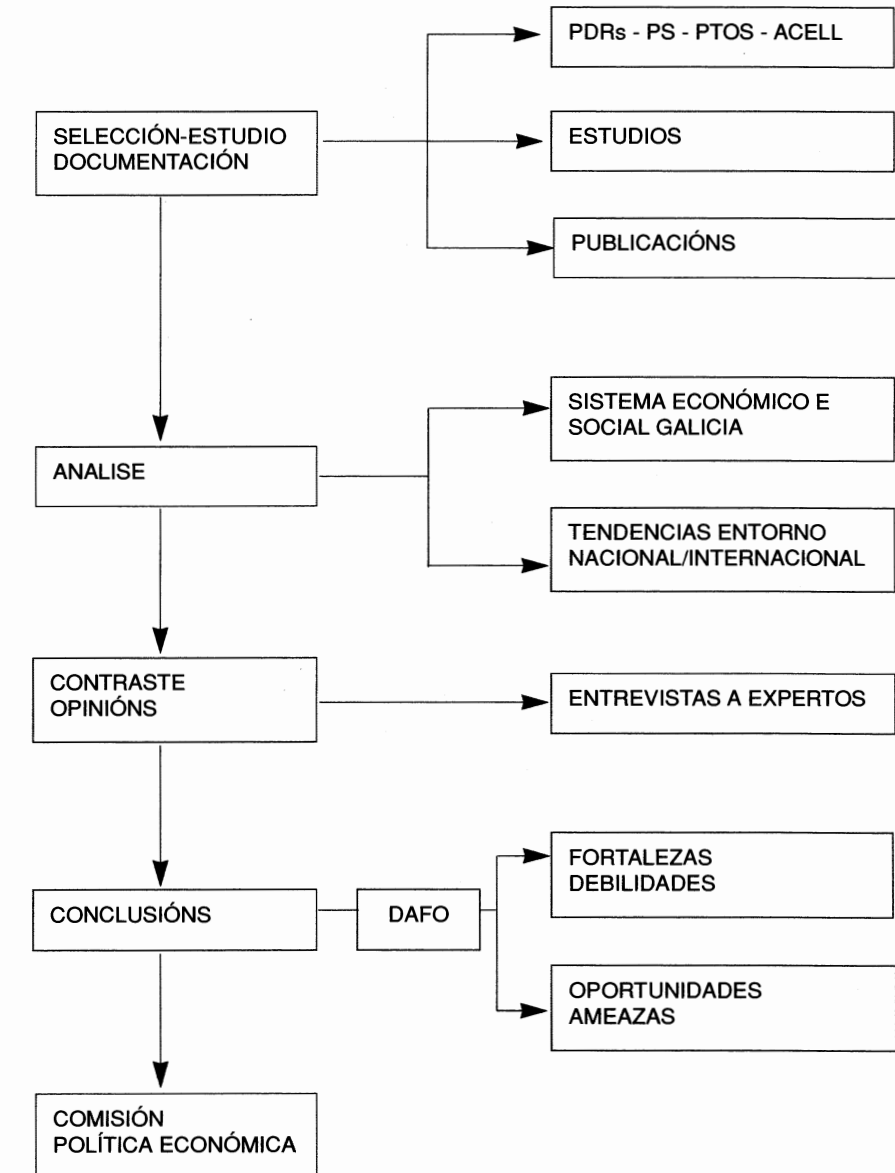 PDRs - PS - PTOS - ACELL
SELECCIÓN-ESTUDIO
DOCUMENTACIÓN
ESTUDIOS
PUBLICACIÓNS
SISTEMA ECONÓMICO E
SOCIAL GALICIA
ANALISE
TENDENCIAS ENTORNO
NACIONAL/INTERNACIONAL
CONTRASTE
OPINIÓNS
ENTREVISTAS A EXPERTOS
FORTALEZAS
DEBILIDADES
CONCLUSIÓNS
DAFO
OPORTUNIDADES
AMEAZAS
COMISIÓN
POLÍTICA ECONÓMICA